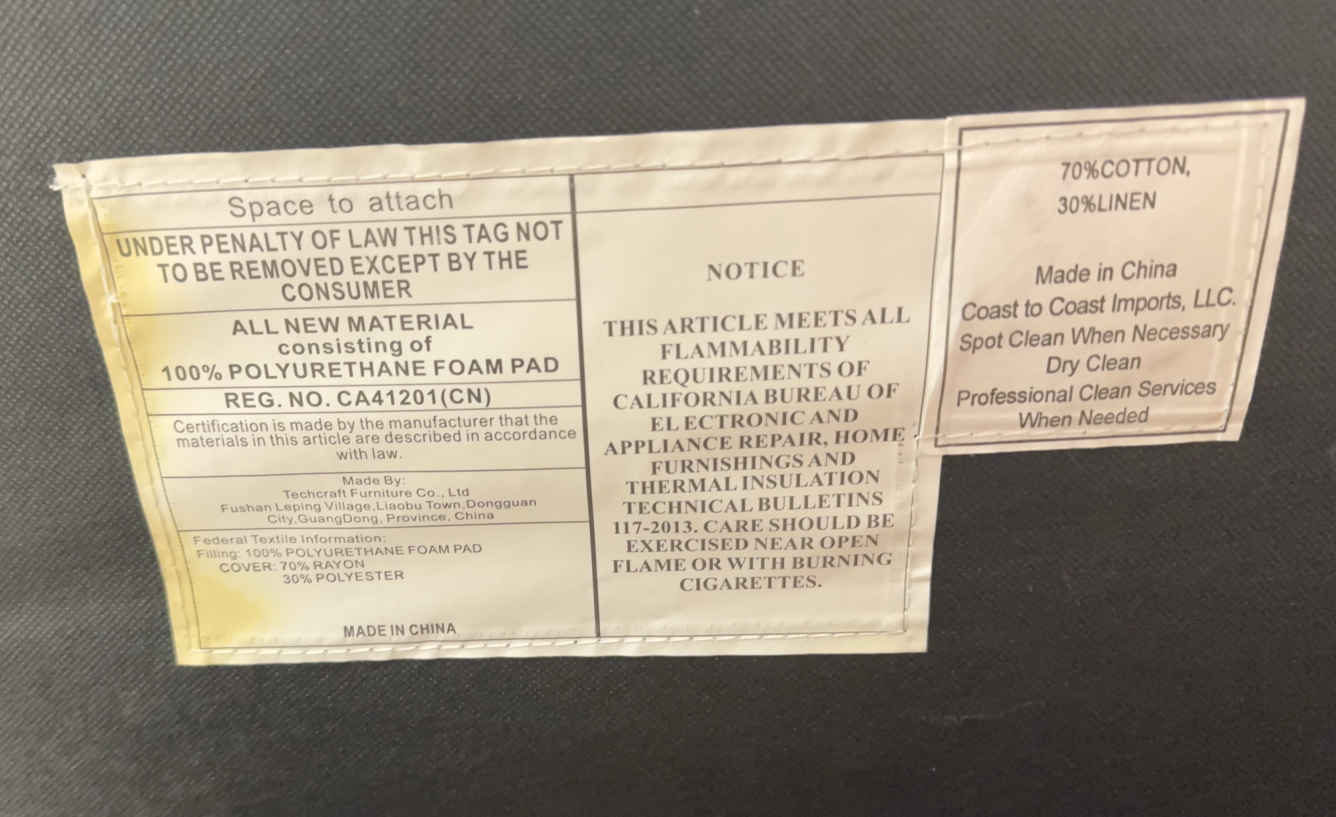 Space to attach
UNDER PENALTY OF LAW THIS TAG NOT
TO BE REMOVED EXCEPT BY THE
CONSUMER
ALL NEW MATERIAL
consisting of
100% POLYURETHANE FOAM PAD
REG. NO. CA41201(CN)
Certification is made by the manufacturer that the
materials in this article are described in accordance
with law.
Made By:
Techcraft Furniture Co., Ltd
Fushan Leping Village,Liaobu Town,Dongguan
City,GuangDong, Province, China
Federal Textile Information:
Filling: 100% POLYURETHANE FOAM PAD
COVER: 70% RAYON
30% POLYESTER
MADE IN CHINA
NOTICE
THIS ARTICLE MEETS ALL
FLAMMABILITY
REQUIREMENTS OF
CALIFORNIA BUREAU OF
ELECTRONIC AND
APPLIANCE REPAIR, HOME
FURNISHINGS AND
THERMAL INSULATION
TECHNICAL BULLETINS
117-2013. CARE SHOULD BE
EXERCISED NEAR OPEN
FLAME OR WITH BURNING
CIGARETTES.
70%COTTON,
30%LINEN
Made in China
Coast to Coast Imports, LLC.
Spot Clean When Necessary
Dry Clean
Professional Clean Services
When Needed